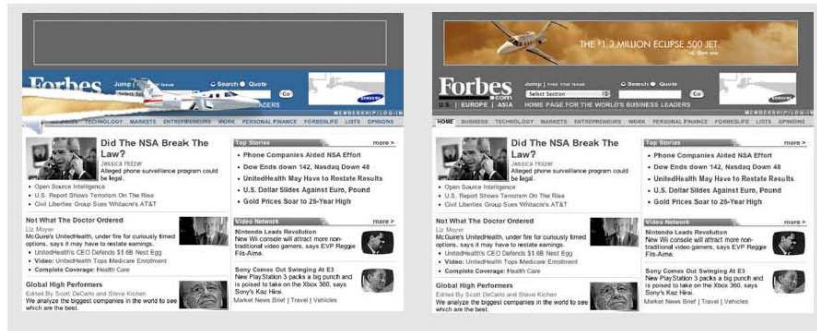 Forbes
Jump | Free Trial Issue
Search Quote
Go
SAMSUNG
MEMBERSHIP/LOG-IN
TECHNOLOGY MARKETS ENTREPRENEURS WORK PERSONAL FINANCE FORBESLIFE LISTS OPINIONS
Did The NSA Break The
Law?
Alleged phone surveillance program could
be legal.
• Open Source Intelligence
• U.S. Report Shows Terrorism On The Rise
• Civil Liberties Group Sues Whitacre's AT&T
Not What The Doctor Ordered
Liz Moyer
McGuire's UnitedHealth, under fire for curiously timed
options, says it may have to restate earnings.
• UnitedHealth's CEO Defends $1.6B Nest Egg
• Video: UnitedHealth Tops Medicare Enrollment
• Complete Coverage: Health Care
Global High Performers
Edited By Scott DeCarlo and Steve Kichen
We analyze the biggest companies in the world to see
which are the best.
Top Stories more >
• Phone Companies Aided NSA Effort
• Dow Ends down 142, Nasdaq Down 48
• UnitedHealth May Have to Restate Results
• U.S. Dollar Slides Against Euro, Pound
• Gold Prices Soar to 26-Year High
Video Network more >
Nintendo Leads Revolution
New Wii console will attract more non-
traditional video gamers, says EVP Reggie
Fils-Aime.
Sony Comes Out Swinging At E3
New PlayStation 3 packs a big punch and
is poised to take on the Xbox 360, says
Sony's Kaz Hirai.
Market News Brief | Travel | Vehicles
THE $1.3 MILLION ECLIPSE 500 JET.
Forbes
.com
Jump | Free Trial Issue
Select Section
Search Quote
Go
U.S. | EUROPE | ASIA HOME PAGE FOR THE WORLD'S BUSINESS LEADERS
MEMBERSHIP/LOG-IN
HOME BUSINESS TECHNOLOGY MARKETS ENTREPRENEURS WORK PERSONAL FINANCE FORBESLIFE LISTS OPINIONS
Did The NSA Break The
Law?
Alleged phone surveillance program could
be legal.
• Open Source Intelligence
• U.S. Report Shows Terrorism On The Rise
• Civil Liberties Group Sues Whitacre's AT&T
Not What The Doctor Ordered
Liz Moyer
McGuire's UnitedHealth, under fire for curiously timed
options, says it may have to restate earnings.
• UnitedHealth's CEO Defends $1.6B Nest Egg
• Video: UnitedHealth Tops Medicare Enrollment
• Complete Coverage: Health Care
Global High Performers
Edited By Scott DeCarlo and Steve Kichen
We analyze the biggest companies in the world to see
which are the best.
Top Stories more >
• Phone Companies Aided NSA Effort
• Dow Ends down 142, Nasdaq Down 48
• UnitedHealth May Have to Restate Results
• U.S. Dollar Slides Against Euro, Pound
• Gold Prices Soar to 26-Year High
Video Network more >
Nintendo Leads Revolution
New Wii console will attract more non-
traditional video gamers, says EVP Reggie
Fils-Aime.
Sony Comes Out Swinging At E3
New PlayStation 3 packs a big punch and
is poised to take on the Xbox 360, says
Sony's Kaz Hirai.
Market News Brief | Travel | Vehicles